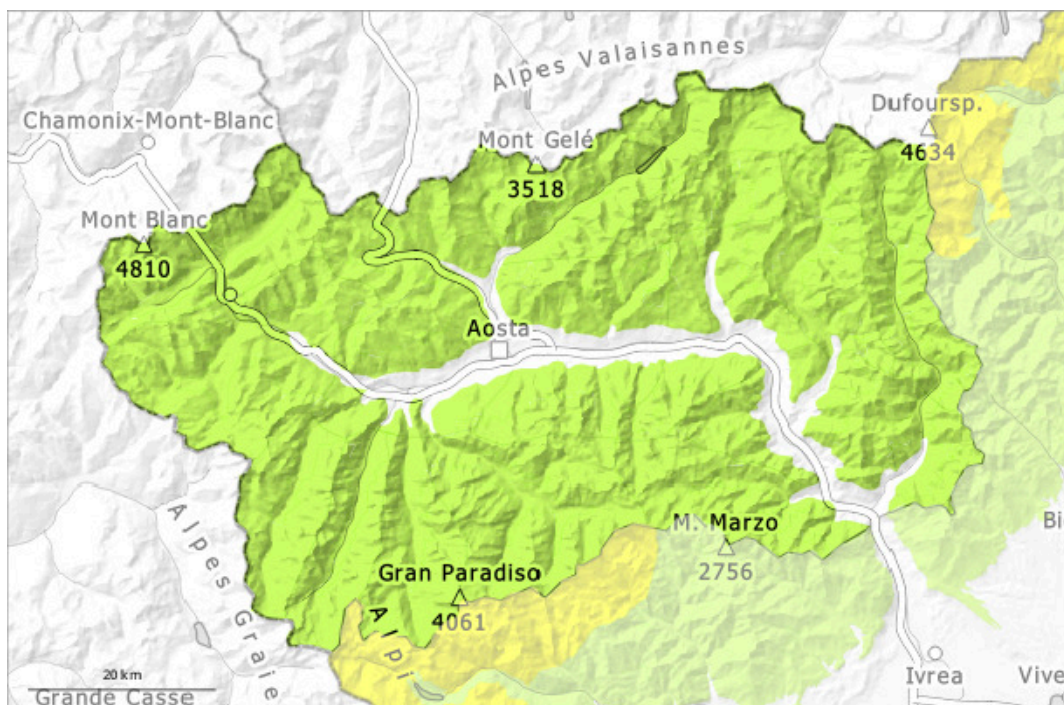 Alpes Valaisannes
Chamonix-Mont-Blanc
Dufoursp.
4634
Mont Gelé
3518
Mont Blanc
4810
Aosta
Alpes Graie
M. Marzo
2756
Gran Paradiso
4061
Alpi
Bi
20 km
Grande Casse
Ivrea
Vive